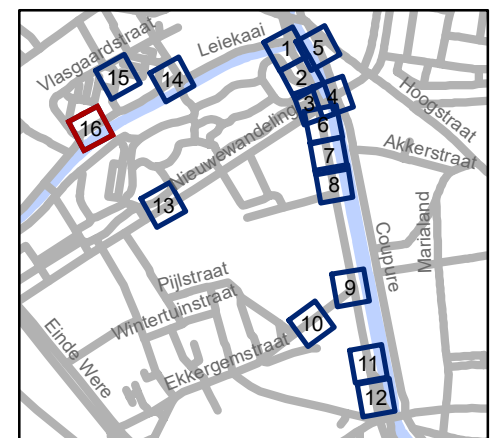 Vlasgaardstraat
Leiekaai
1
5
15
14
2
Hoogstraat
3
4
16
6
Nieuwewandeling
Akkerstraat
7
8
13
Marialand
Coupure
Pijlstraat
9
Wintertuinstraat
10
Einde Were
Ekkergemstraat
11
12